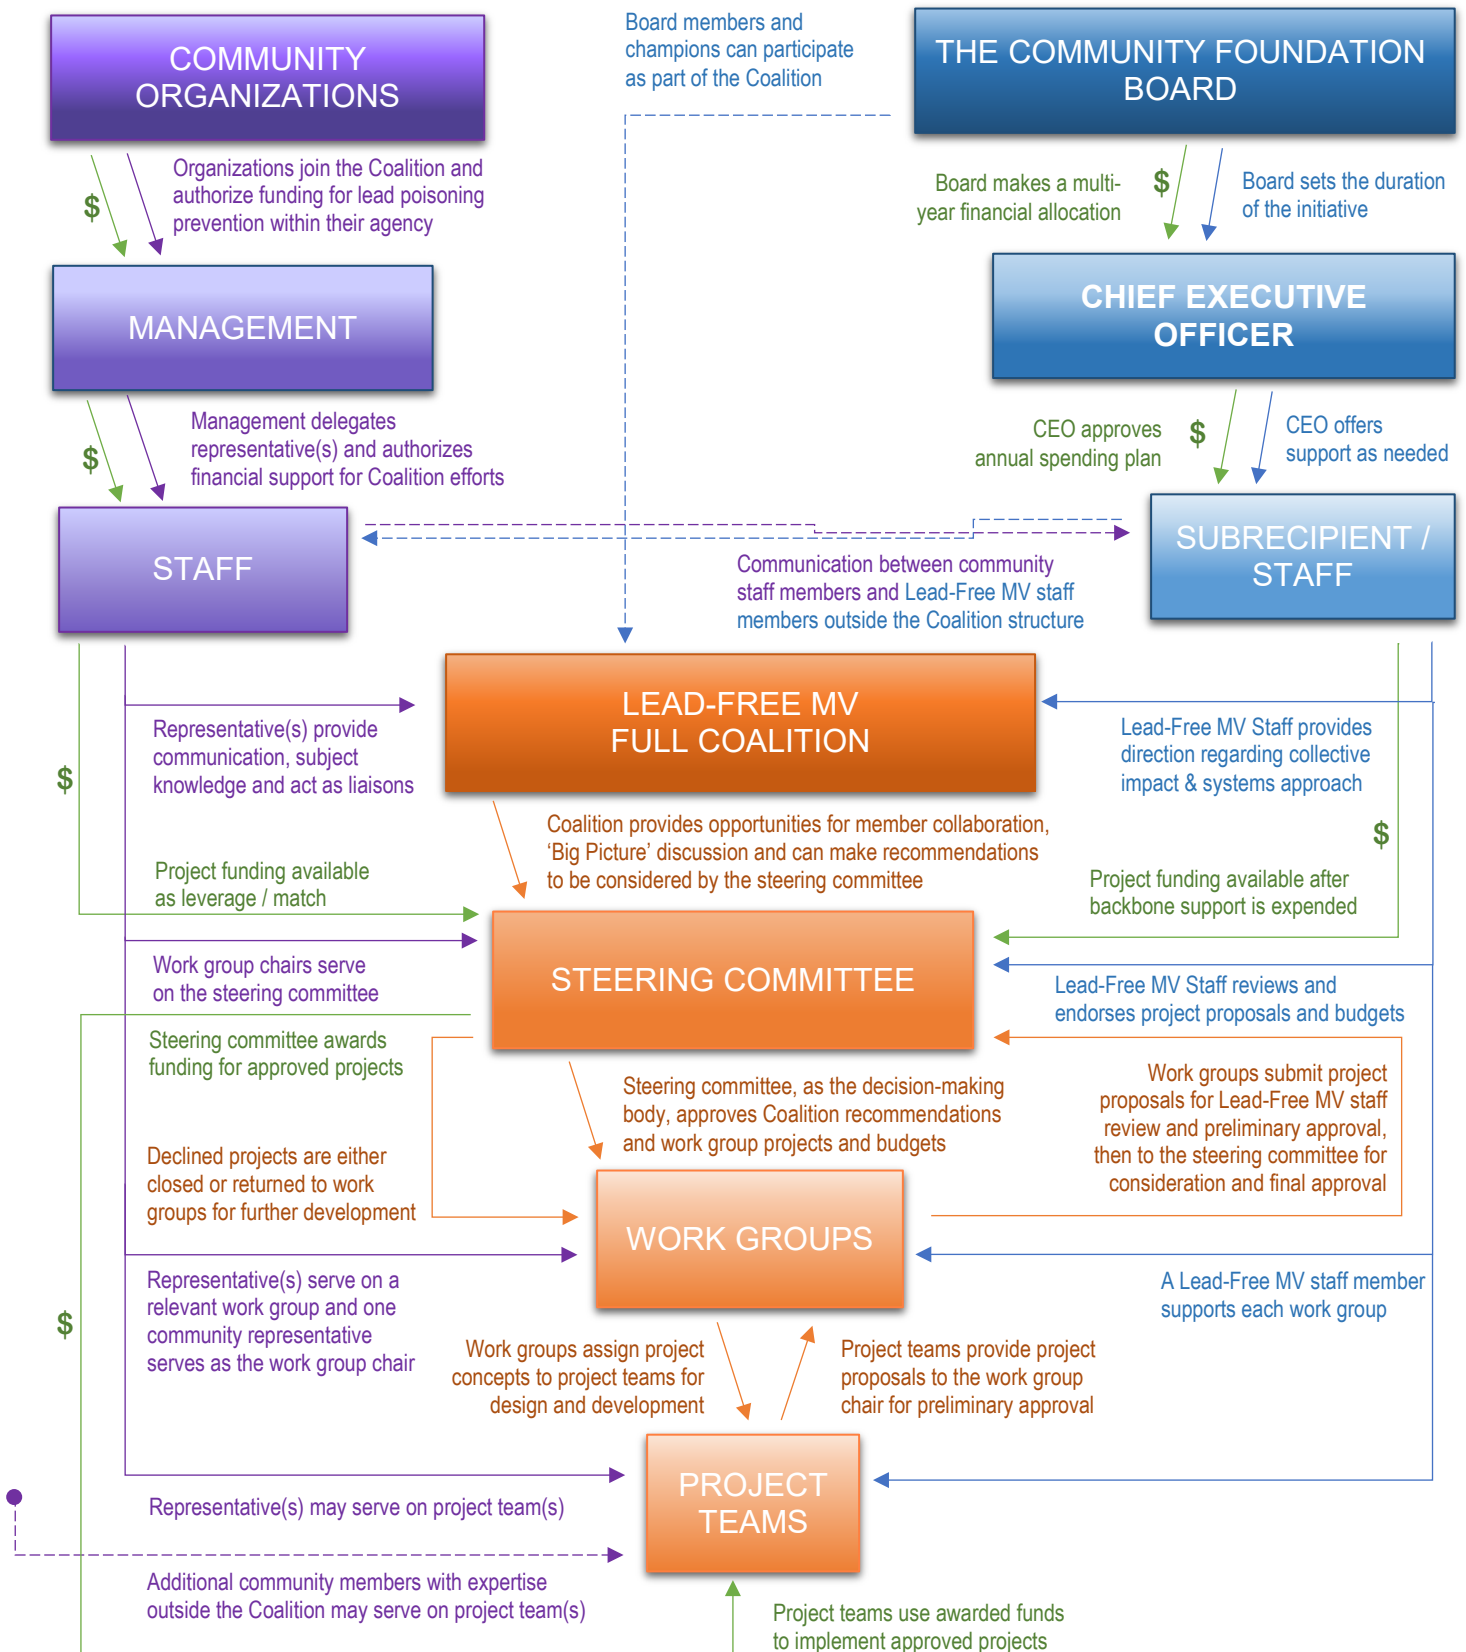 COMMUNITY
ORGANIZATIONS
Board members and
champions can participate
as part of the Coalition
THE COMMUNITY FOUNDATION
BOARD
$
Organizations join the Coalition and
authorize funding for lead poisoning
prevention within their agency
Board makes a multi-
year financial allocation
$
Board sets the duration
of the initiative
MANAGEMENT
CHIEF EXECUTIVE
OFFICER
$
Management delegates
representative(s) and authorizes
financial support for Coalition efforts
CEO approves
annual spending plan
$
CEO offers
support as needed
STAFF
SUBRECIPIENT /
STAFF
Communication between community
staff members and Lead-Free MV staff
members outside the Coalition structure
LEAD-FREE MV
FULL COALITION
Representative(s) provide
communication, subject
knowledge and act as liaisons
$
Lead-Free MV Staff provides
direction regarding collective
impact & systems approach
$
Coalition provides opportunities for member collaboration,
‘Big Picture’ discussion and can make recommendations
to be considered by the steering committee
Project funding available
as leverage / match
Project funding available after
backbone support is expended
STEERING COMMITTEE
Work group chairs serve
on the steering committee
Lead-Free MV Staff reviews and
endorses project proposals and budgets
Steering committee awards
funding for approved projects
Steering committee, as the decision-making
body, approves Coalition recommendations
and work group projects and budgets
Work groups submit project
proposals for Lead-Free MV staff
review and preliminary approval,
then to the steering committee for
consideration and final approval
Declined projects are either
closed or returned to work
groups for further development
WORK GROUPS
Representative(s) serve on a
relevant work group and one
community representative
serves as the work group chair
$
A Lead-Free MV staff member
supports each work group
Work groups assign project
concepts to project teams for
design and development
Project teams provide project
proposals to the work group
chair for preliminary approval
PROJECT
TEAMS
Representative(s) may serve on project team(s)
Additional community members with expertise
outside the Coalition may serve on project team(s)
Project teams use awarded funds
to implement approved projects